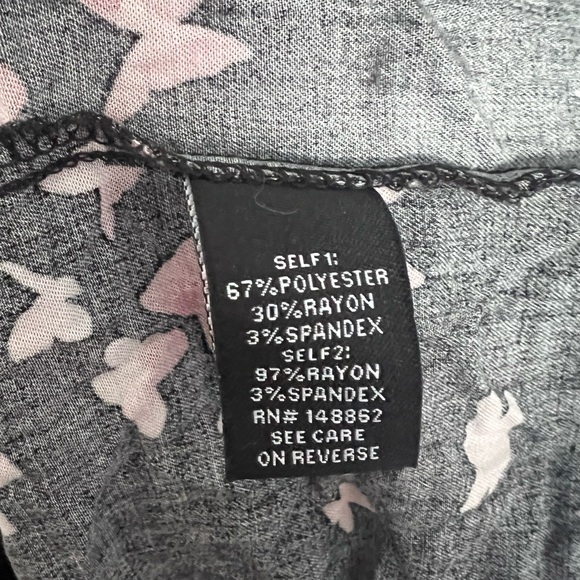 SELF1:
67%POLYESTER
30%RAYON
3%SPANDEX
SELF2:
97%RAYON
3%SPANDEX
RN# 148862
SEE CARE
ON REVERSE